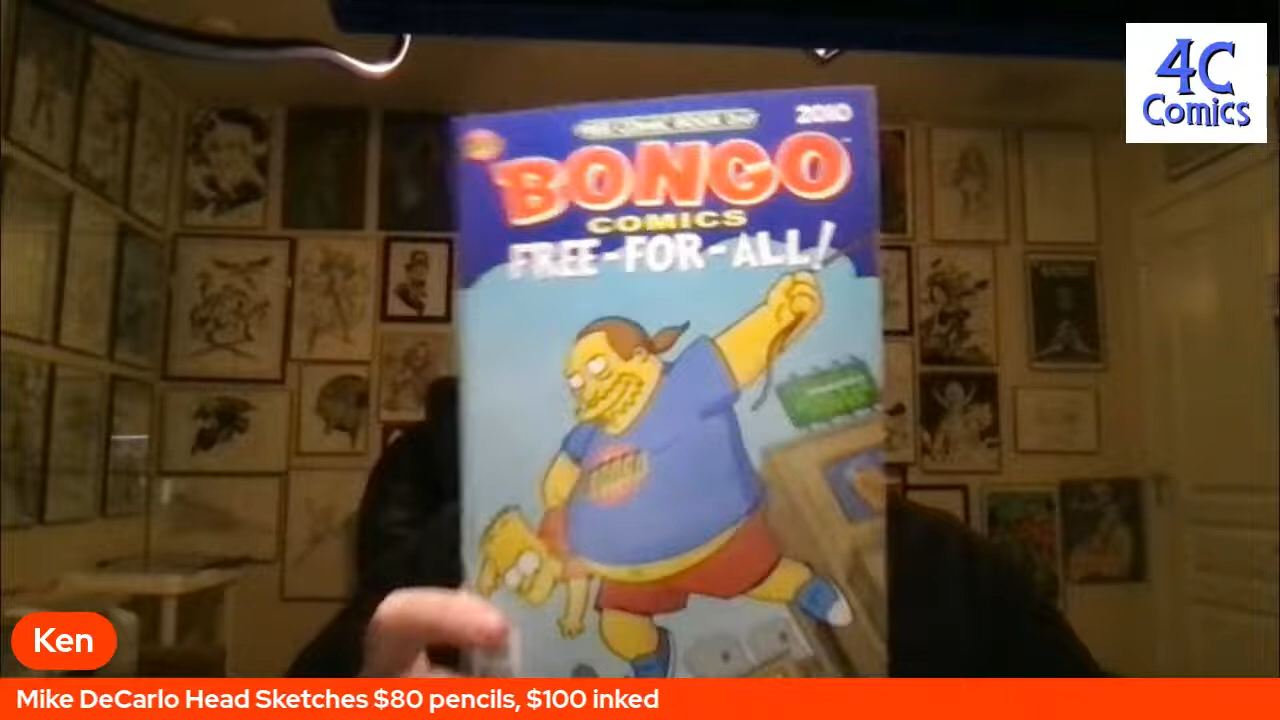 4C
Comics
2010
BONGO
COMICS
FREE-FOR-ALL!
Ken
Mike DeCarlo Head Sketches $80 pencils, $100 inked